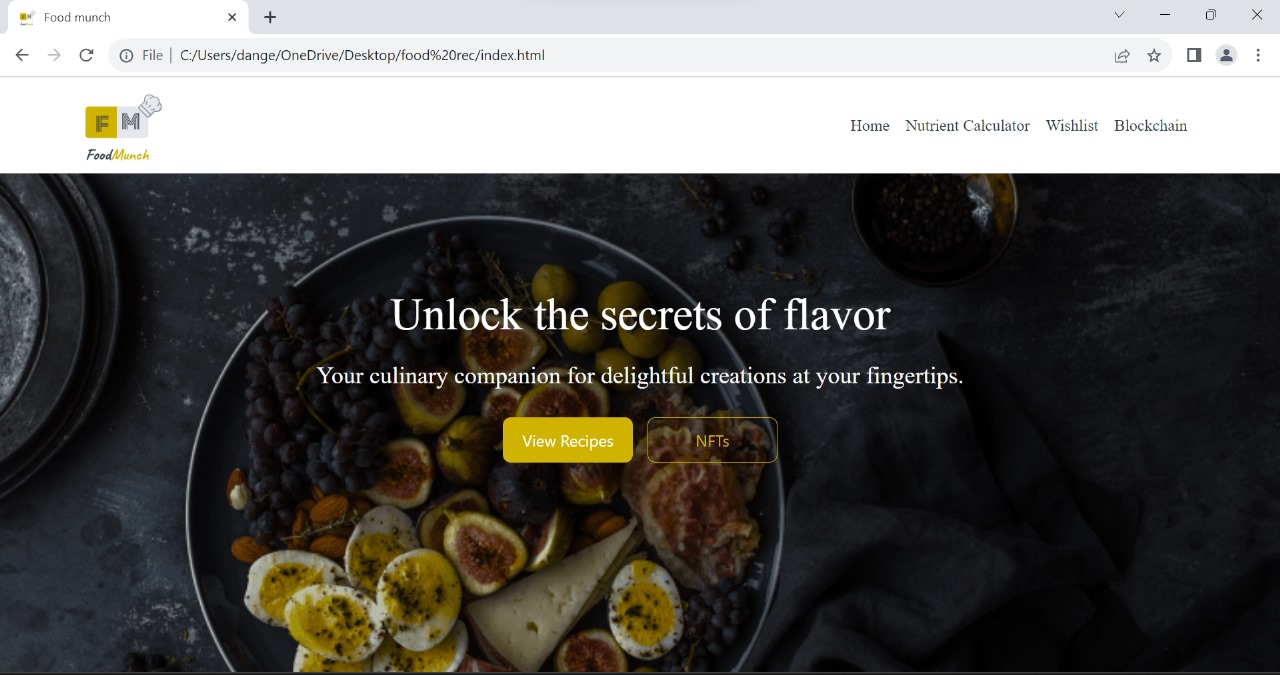 Food munch
File | C:/Users/dange/OneDrive/Desktop/food%20rec/index.html
F M
FoodMunch
Home Nutrient Calculator Wishlist Blockchain
Unlock the secrets of flavor
Your culinary companion for delightful creations at your fingertips.
View Recipes NFTs